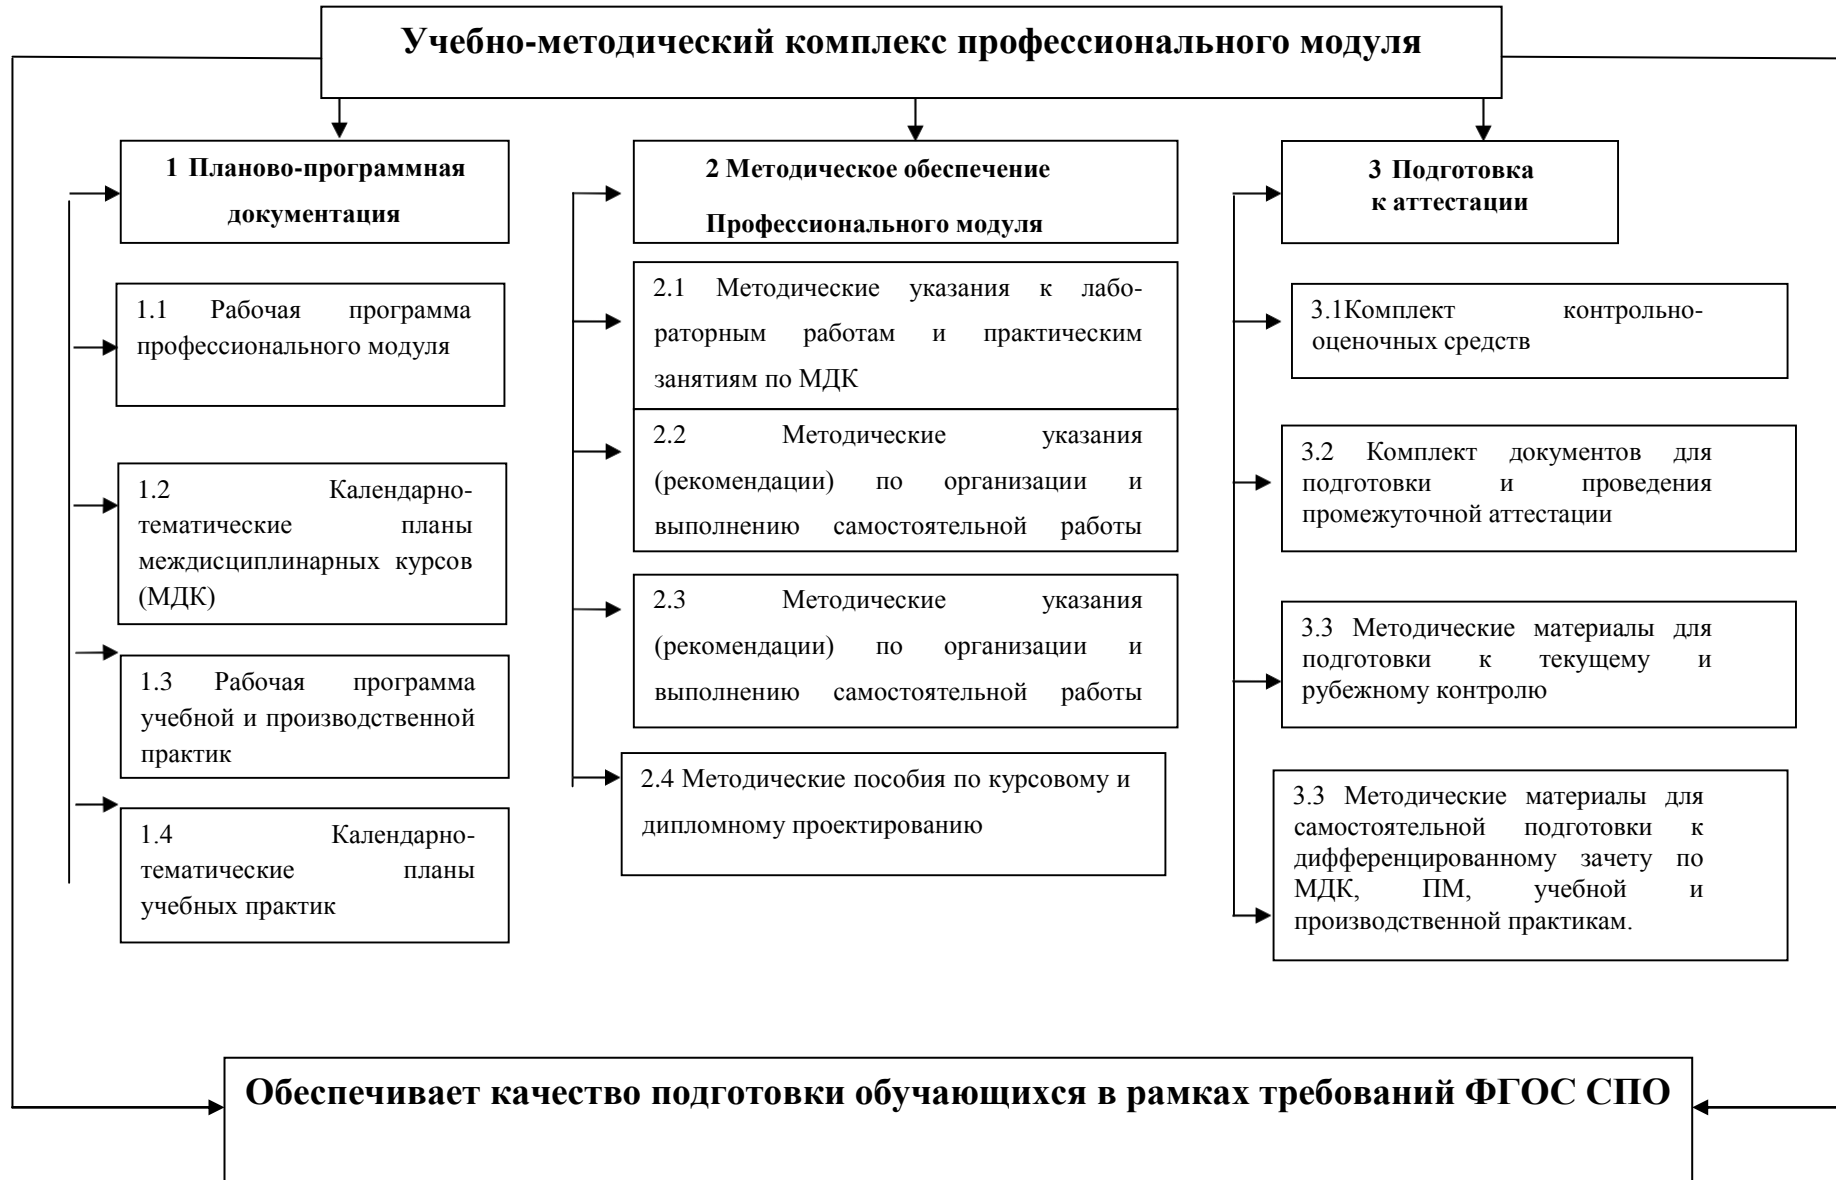 Учебно-методический комплекс профессионального модуля
1 Планово-программная
документация
1.1 Рабочая программа
профессионального модуля
1.2 Календарно-
тематические планы
междисциплинарных курсов
(МДК)
1.3 Рабочая программа
учебной и производственной
практик
1.4 Календарно-
тематические планы
учебных практик
2 Методическое обеспечение
Профессионального модуля
2.1 Методические указания к лабо-
раторным работам и практическим
занятиям по МДК
2.2 Методические указания
(рекомендации) по организации и
выполнению самостоятельной работы
2.3 Методические указания
(рекомендации) по организации и
выполнению самостоятельной работы
2.4 Методические пособия по курсовому и
дипломному проектированию
3 Подготовка
к аттестации
3.1Комплект контрольно-
оценочных средств
3.2 Комплект документов для
подготовки и проведения
промежуточной аттестации
3.3 Методические материалы для
подготовки к текущему и
рубежному контролю
3.3 Методические материалы для
самостоятельной подготовки к
дифференцированному зачету по
МДК, ПМ, учебной и
производственной практикам.
Обеспечивает качество подготовки обучающихся в рамках требований ФГОС СПО